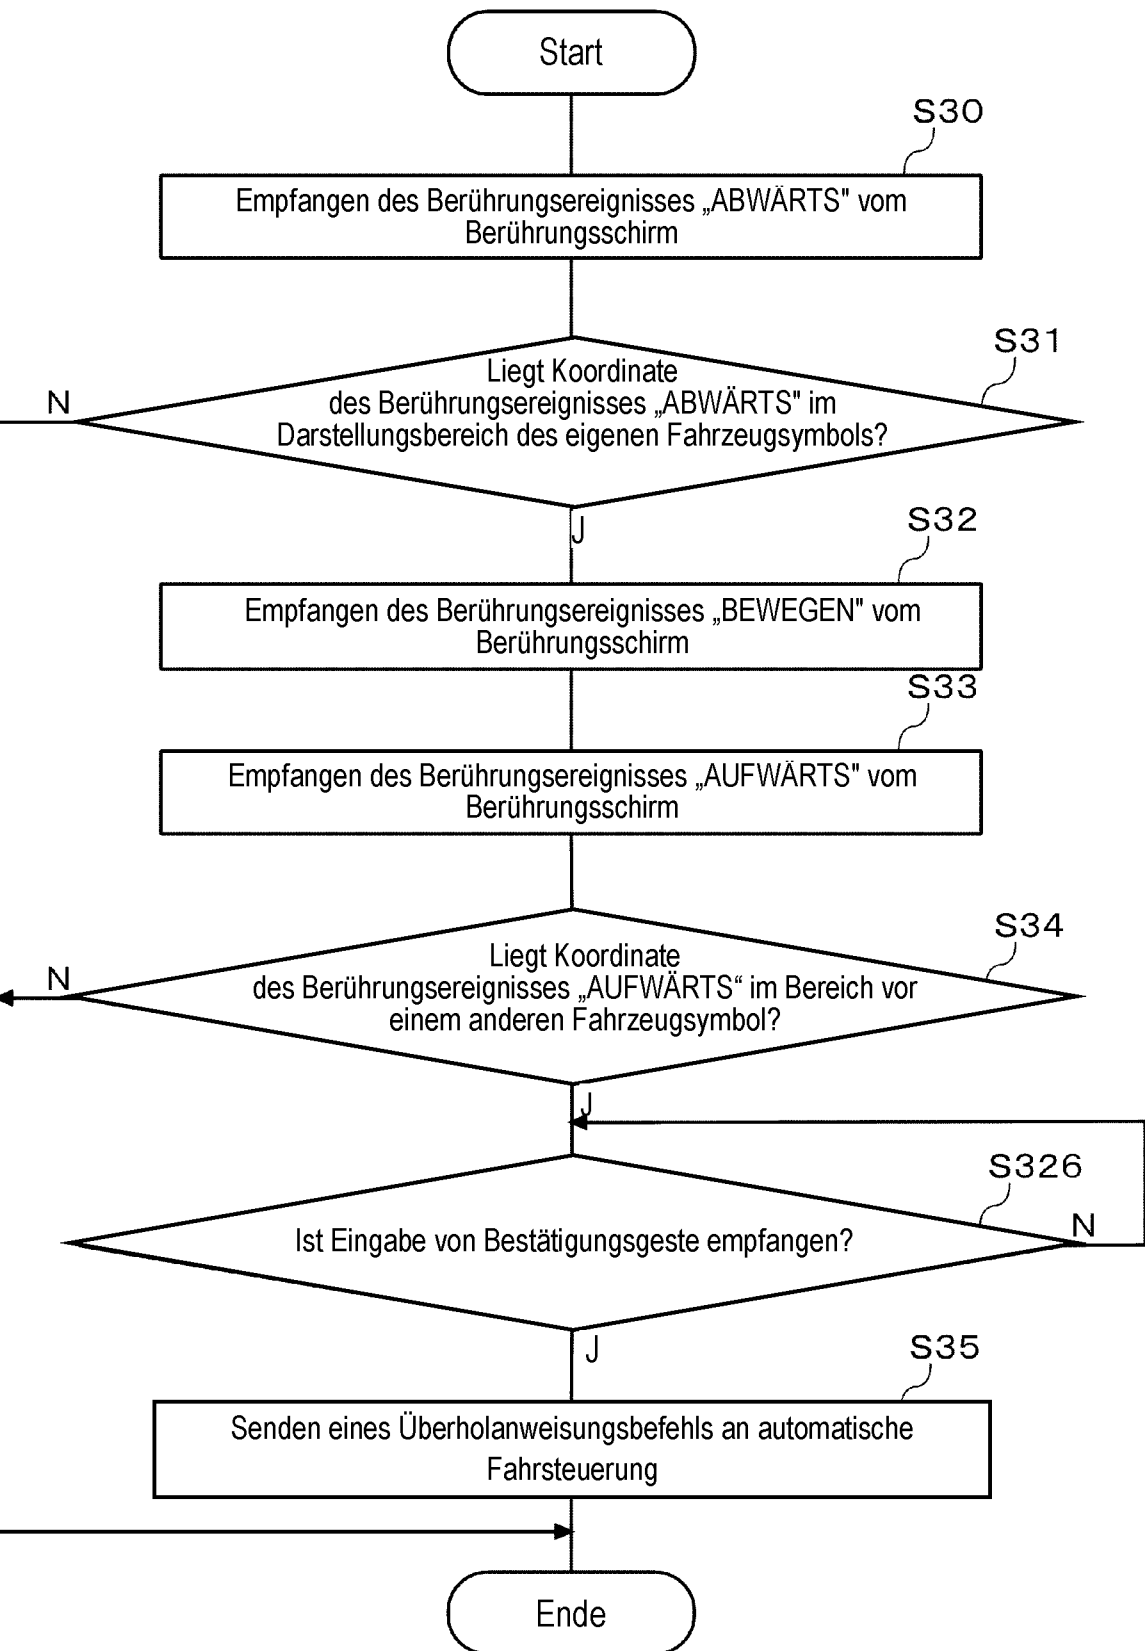 Start
S30
Empfangen des Berührungsereignisses „ABWÄRTS" vom
Berührungsschirm
S31
Liegt Koordinate
des Berührungsereignisses „ABWÄRTS" im
Darstellungsbereich des eigenen Fahrzeugsymbols?
N
J
S32
Empfangen des Berührungsereignisses „BEWEGEN" vom
Berührungsschirm
S33
Empfangen des Berührungsereignisses „AUFWÄRTS" vom
Berührungsschirm
S34
Liegt Koordinate
des Berührungsereignisses „AUFWÄRTS“ im Bereich vor
einem anderen Fahrzeugsymbol?
N
J
S326
Ist Eingabe von Bestätigungsgeste empfangen?
N
J
S35
Senden eines Überholanweisungsbefehls an automatische
Fahrsteuerung
Ende